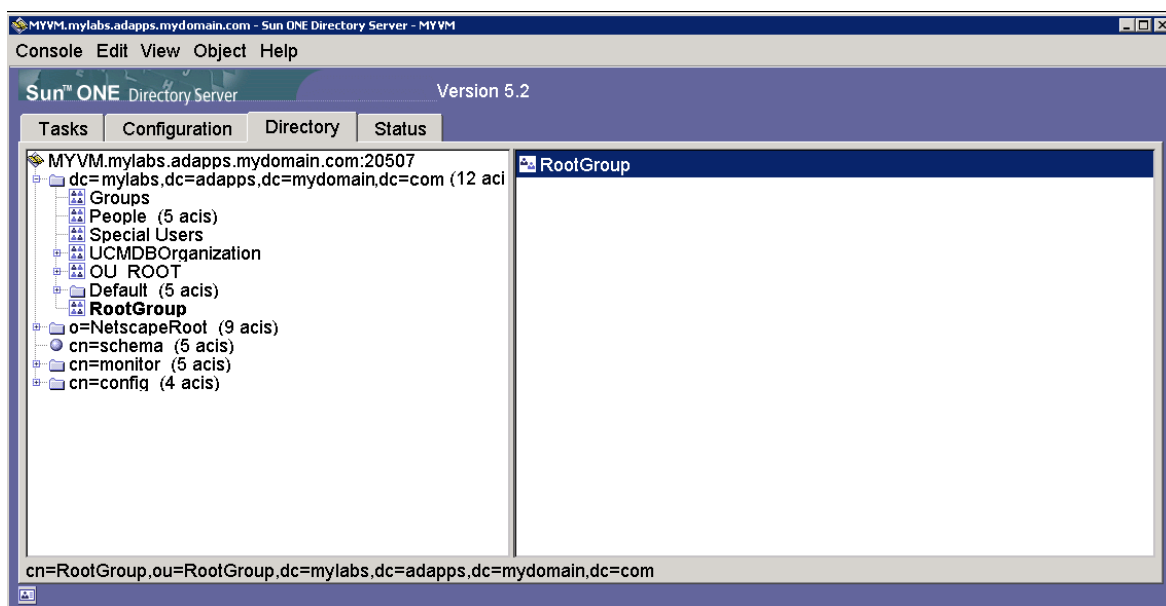 MYVM.mylabs.adapps.mydomain.com - Sun ONE Directory Server - MYVM
Console Edit View Object Help
Sun™ ONE Directory Server
Version 5.2
Tasks Configuration Directory Status
MYVM.mylabs.adapps.mydomain.com:20507
dc=mylabs,dc=adapps,dc=mydomain,dc=com (12 aci
Groups
People (5 acis)
Special Users
UCMDBOrganization
OU ROOT
Default (5 acis)
RootGroup
o=NetscapeRoot (9 acis)
cn=schema (5 acis)
cn=monitor (5 acis)
cn=config (4 acis)
RootGroup
cn=RootGroup,ou=RootGroup,dc=mylabs,dc=adapps,dc=mydomain,dc=com